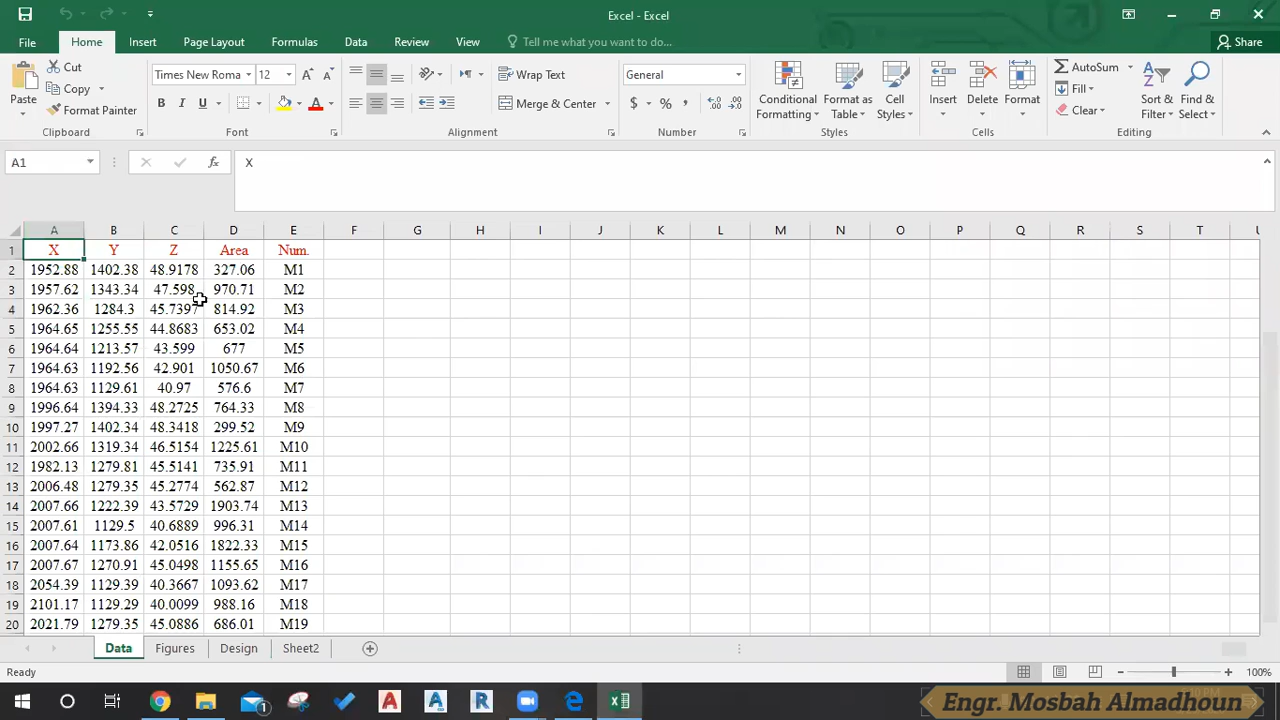 Excel - Excel
File Home Insert Page Layout Formulas Data Review View Tell me what you want to do... Share
Paste Cut Copy Format Painter
Times New Roma 12
B I U A
Wrap Text
Merge & Center
General
$ % ,
Conditional Formatting Format as Table Cell Styles
Insert Delete Format
AutoSum Fill Clear
Sort & Filter Find & Select
Clipboard Font Alignment Number Styles Cells Editing
A1 fx X
A B C D E F G H I J K L M N O P Q R S T U
1 X Y Z Area Num.
2 1952.88 1402.38 48.9178 327.06 M1
3 1957.62 1343.34 47.598 970.71 M2
4 1962.36 1284.3 45.7397 814.92 M3
5 1964.65 1255.55 44.8683 653.02 M4
6 1964.64 1213.57 43.599 677 M5
7 1964.63 1192.56 42.901 1050.67 M6
8 1964.63 1129.61 40.97 576.6 M7
9 1996.64 1394.33 48.2725 764.33 M8
10 1997.27 1402.34 48.3418 299.52 M9
11 2002.66 1319.34 46.5154 1225.61 M10
12 1982.13 1279.81 45.5141 735.91 M11
13 2006.48 1279.35 45.2774 562.87 M12
14 2007.66 1222.39 43.5729 1903.74 M13
15 2007.61 1129.5 40.6889 996.31 M14
16 2007.64 1173.86 42.0516 1822.33 M15
17 2007.67 1270.91 45.0498 1155.65 M16
18 2054.39 1129.39 40.3667 1093.62 M17
19 2101.17 1129.29 40.0099 988.16 M18
20 2021.79 1279.35 45.0886 686.01 M19
Data Figures Design Sheet2
Ready 100%
Engr. Mosbah Almadhoun